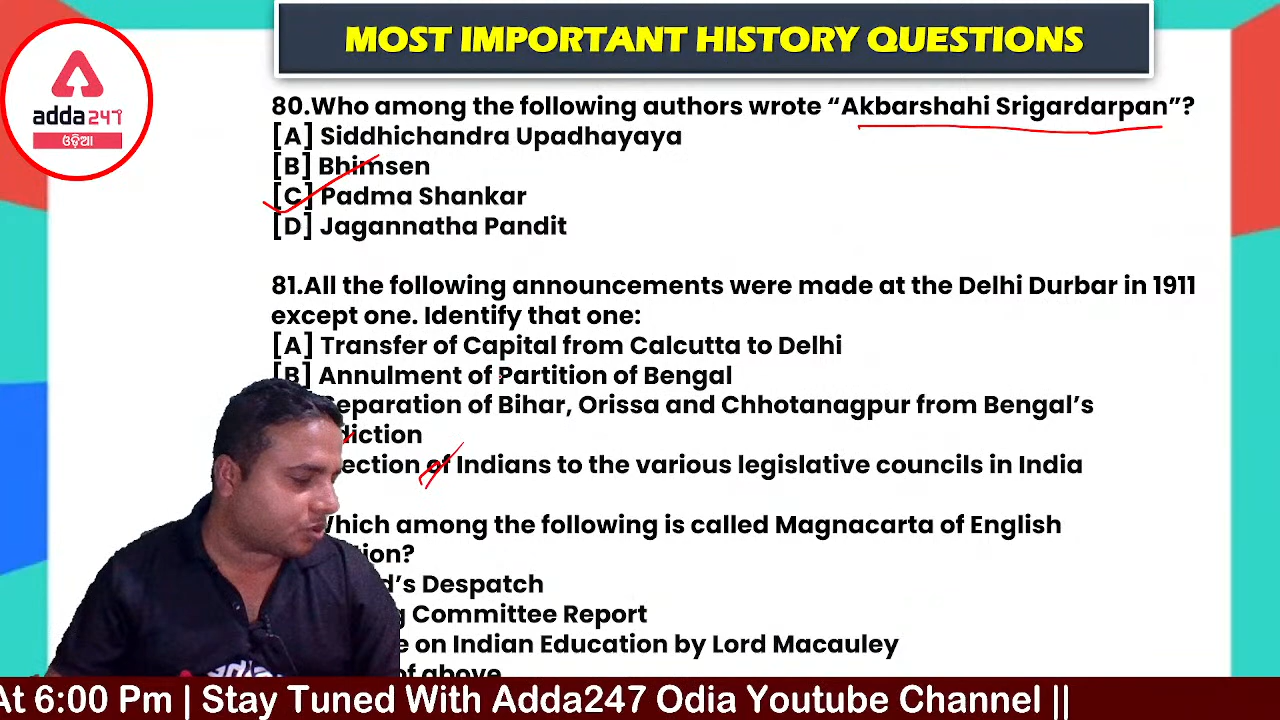 MOST IMPORTANT HISTORY QUESTIONS
adda247
ଓଡ଼ିଆ
80.Who among the following authors wrote “Akbarshahi Srigardarpan”?
[A] Siddhichandra Upadhayaya
[B] Bhimsen
[C] Padma Shankar
[D] Jagannatha Pandit
81.All the following announcements were made at the Delhi Durbar in 1911
except one. Identify that one:
[A] Transfer of Capital from Calcutta to Delhi
[B] Annulment of Partition of Bengal
Separation of Bihar, Orissa and Chhotanagpur from Bengal’s
diction
ection of Indians to the various legislative councils in India
Which among the following is called Magnacarta of English
tion?
d’s Despatch
g Committee Report
e on Indian Education by Lord Macauley
of above
At 6:00 Pm | Stay Tuned With Adda247 Odia Youtube Channel ||